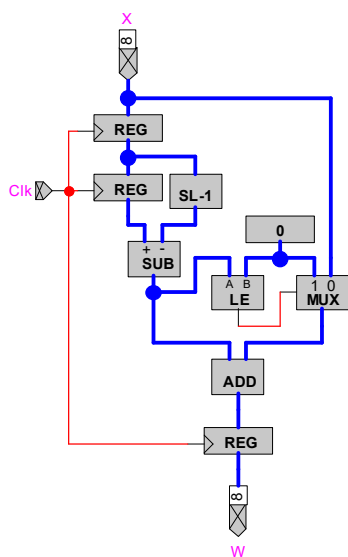 X
8
REG
Clk
REG
SL-1
+ -
SUB
0
A B
LE
1 0
MUX
ADD
REG
8
W